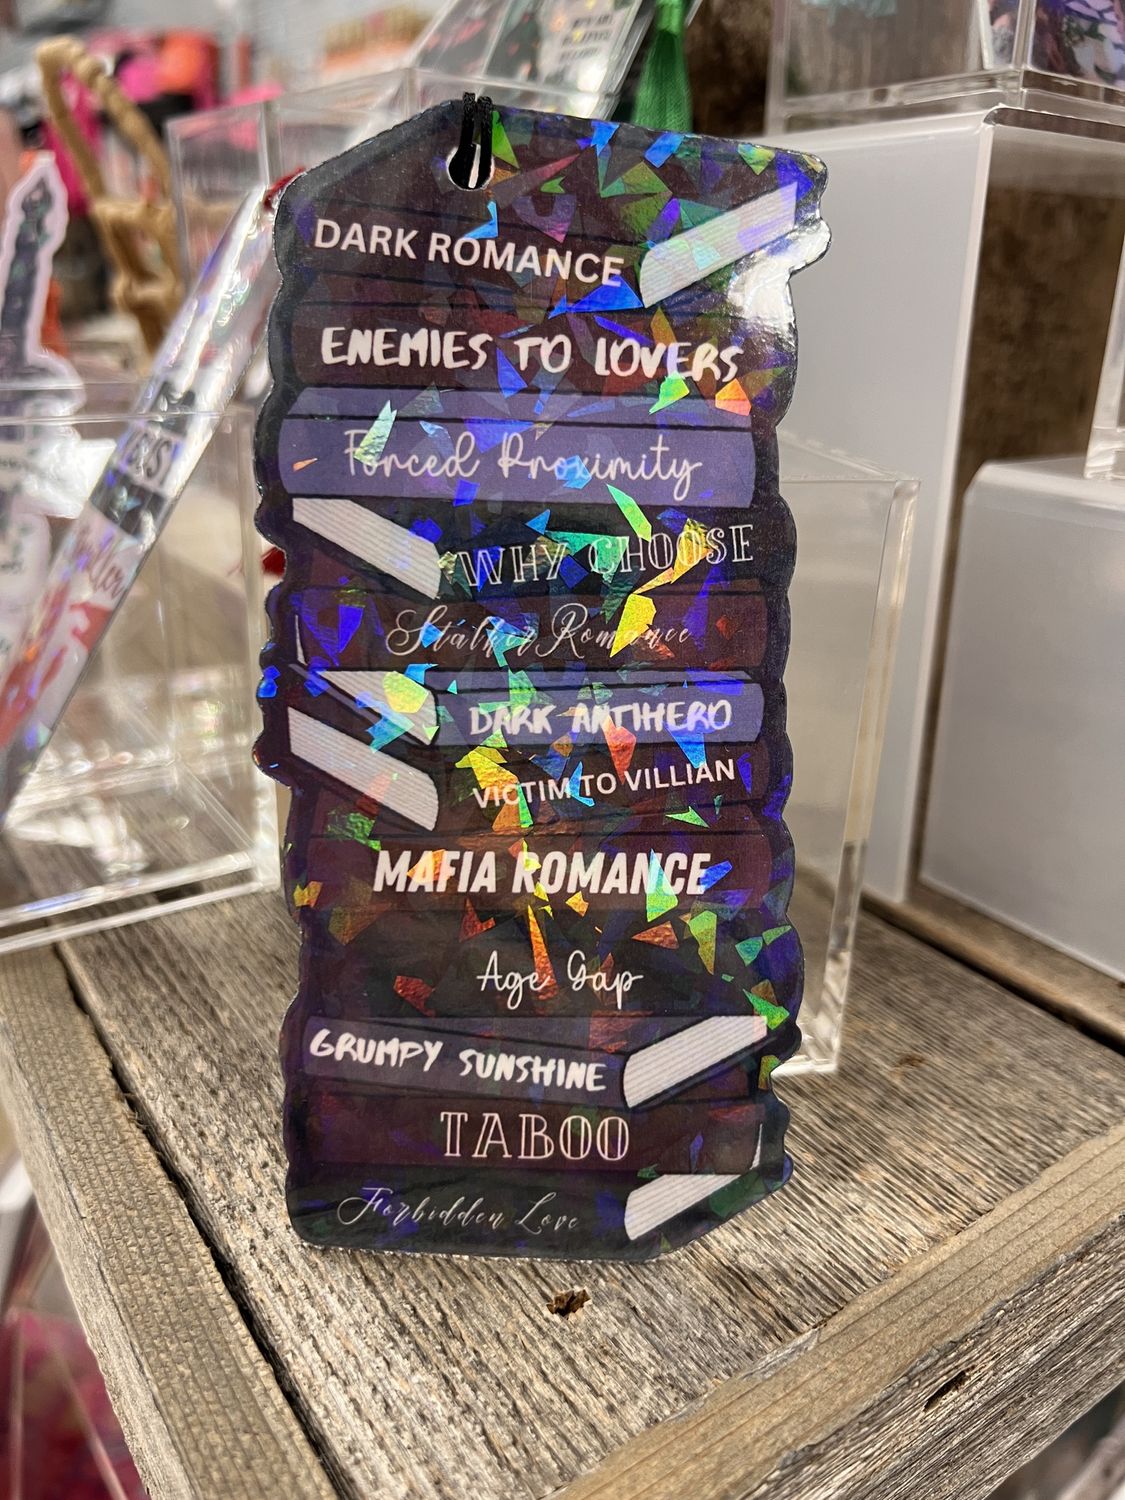 DARK ROMANCE
ENEMIES TO LOVERS
Forced Proximity
WHY CHOOSE
Stalker Romance
DARK ANTIHERO
VICTIM TO VILLIAN
MAFIA ROMANCE
Age Gap
GRUMPY SUNSHINE
TABOO
Forbidden Love